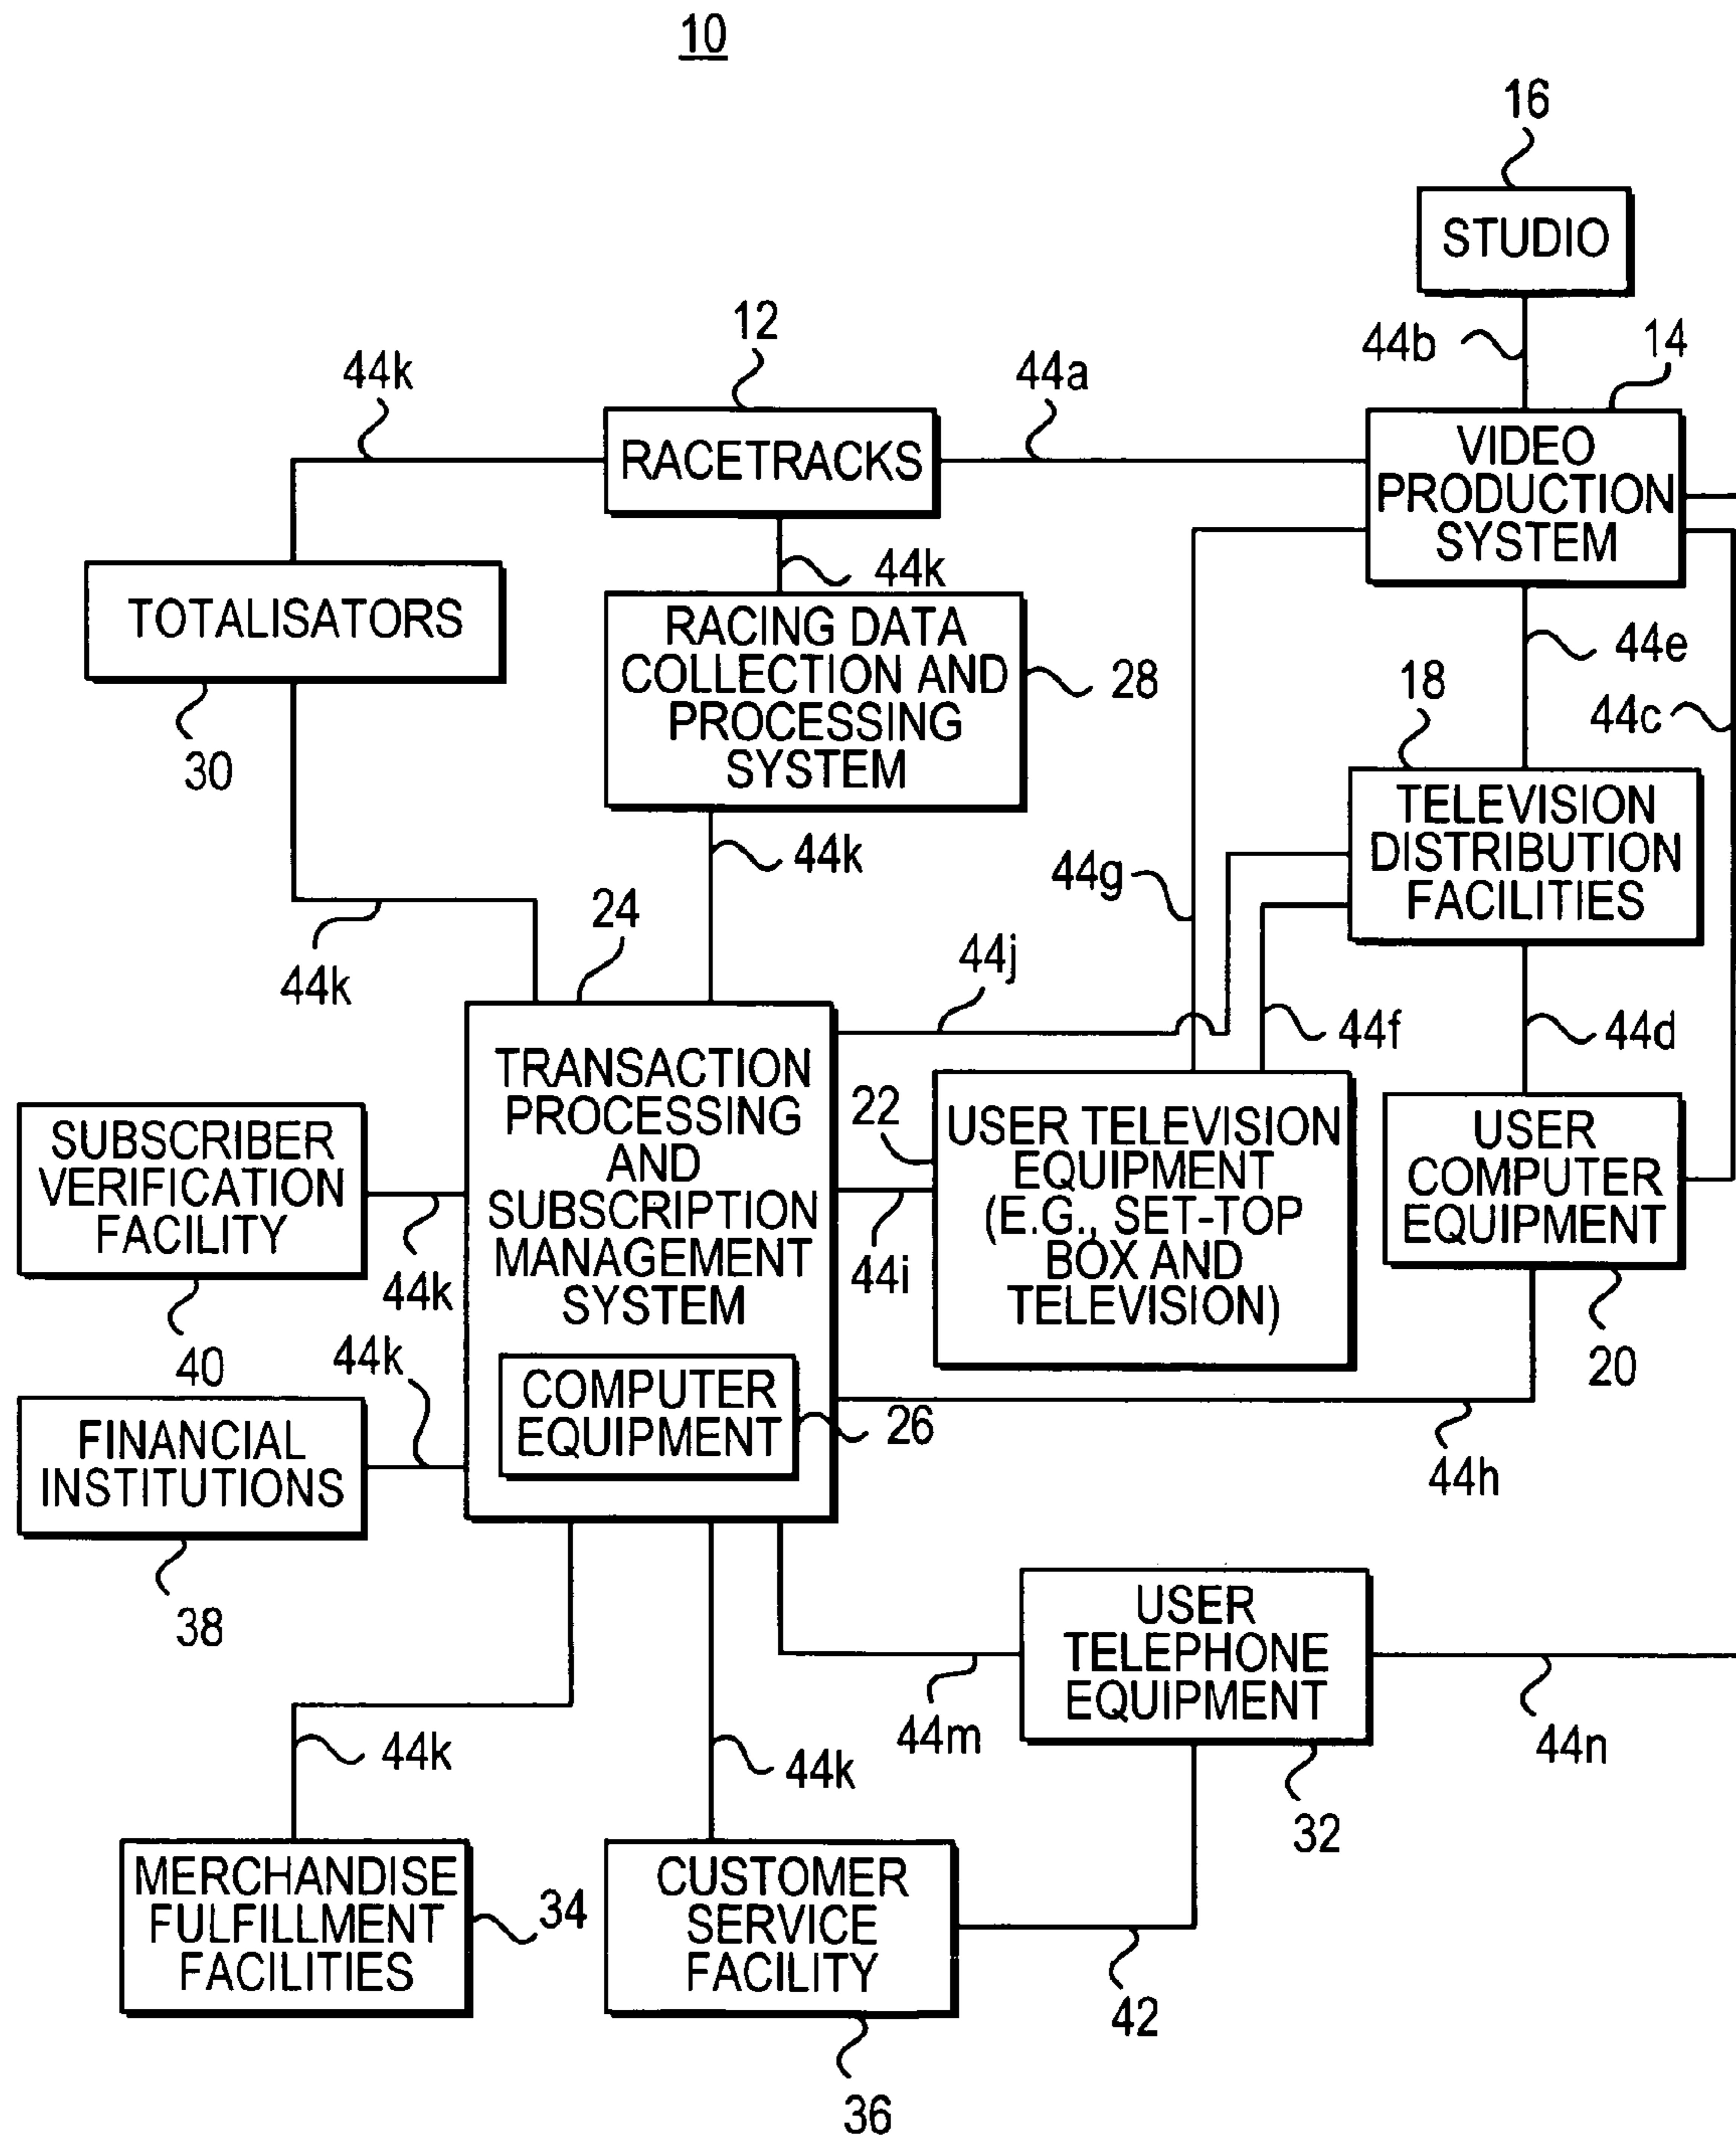 10
16
STUDIO
12
44b
14
44k
44a
RACETRACKS
VIDEO
PRODUCTION
SYSTEM
44k
TOTALISATORS
RACING DATA
COLLECTION AND
PROCESSING
SYSTEM
28
44e
18
44c
30
TELEVISION
DISTRIBUTION
FACILITIES
44k
44g
24
44k
44j
44f
44d
TRANSACTION
PROCESSING
AND
SUBSCRIPTION
MANAGEMENT
SYSTEM
22
USER TELEVISION
EQUIPMENT
(E.G., SET-TOP
BOX AND
TELEVISION)
USER
COMPUTER
EQUIPMENT
SUBSCRIBER
VERIFICATION
FACILITY
44k
44i
40
44k
20
COMPUTER
EQUIPMENT
26
FINANCIAL
INSTITUTIONS
44h
38
USER
TELEPHONE
EQUIPMENT
44k
44k
44m
44n
32
MERCHANDISE
FULFILLMENT
FACILITIES
34
CUSTOMER
SERVICE
FACILITY
42
36